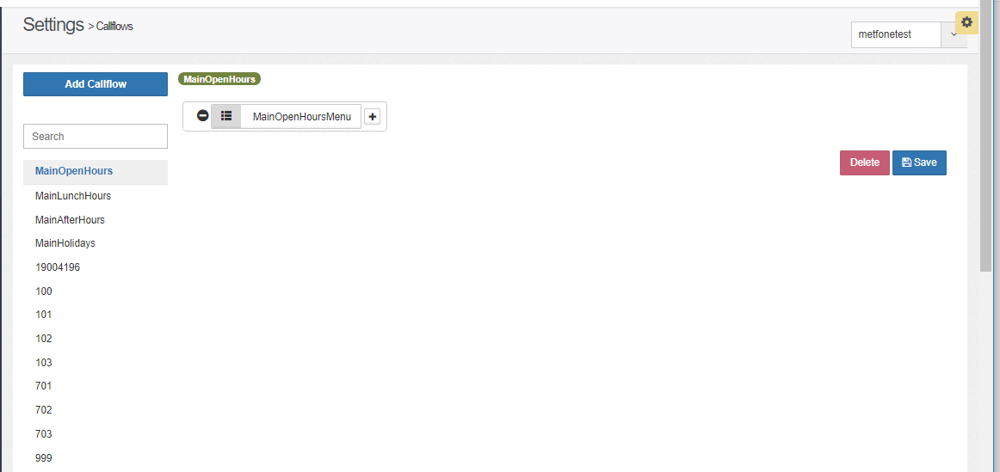 Settings > Callflows
metfonetest
Add Callflow
MainOpenHours
MainOpenHoursMenu
Search
Delete
Save
MainOpenHours
MainLunchHours
MainAfterHours
MainHolidays
19004196
100
101
102
103
701
702
703
999